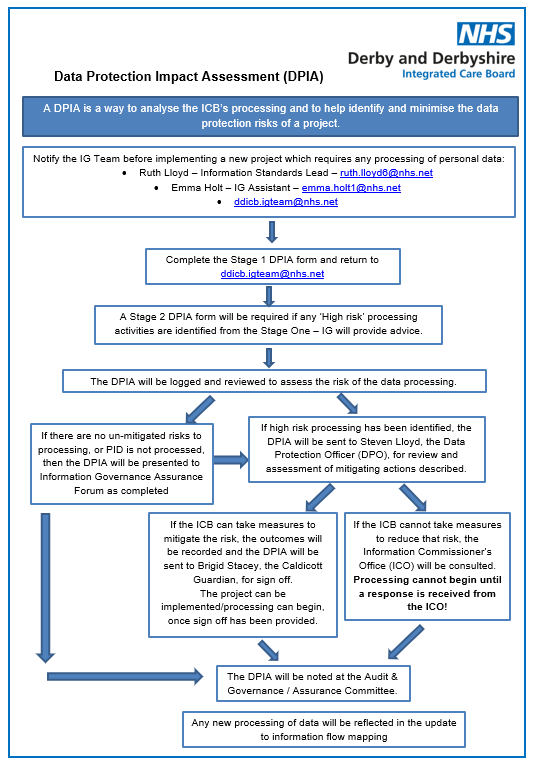 NHS
Derby and Derbyshire
Integrated Care Board
Data Protection Impact Assessment (DPIA)
A DPIA is a way to analyse the ICB's processing and to help identify and minimise the data
protection risks of a project.
Notify the IG Team before implementing a new project which requires any processing of personal data:
• Ruth Lloyd – Information Standards Lead – ruth.lloyd6@nhs.net
• Emma Holt – IG Assistant – emma.holt1@nhs.net
• ddicb.igteam@nhs.net
Complete the Stage 1 DPIA form and return to
ddicb.igteam@nhs.net
A Stage 2 DPIA form will be required if any 'High risk' processing
activities are identified from the Stage One – IG will provide advice.
The DPIA will be logged and reviewed to assess the risk of the data processing.
If there are no un-mitigated risks to
processing, or PID is not processed,
then the DPIA will be presented to
Information Governance Assurance
Forum as completed
If high risk processing has been identified, the
DPIA will be sent to Steven Lloyd, the Data
Protection Officer (DPO), for review and
assessment of mitigating actions described.
If the ICB can take measures to
mitigate the risk, the outcomes will
be recorded and the DPIA will be
sent to Brigid Stacey, the Caldicott
Guardian, for sign off.
The project can be
implemented/processing can begin,
once sign off has been provided.
If the ICB cannot take measures
to reduce that risk, the
Information Commissioner's
Office (ICO) will be consulted.
Processing cannot begin until
a response is received from
the ICO!
The DPIA will be noted at the Audit &
Governance / Assurance Committee.
Any new processing of data will be reflected in the update
to information flow mapping